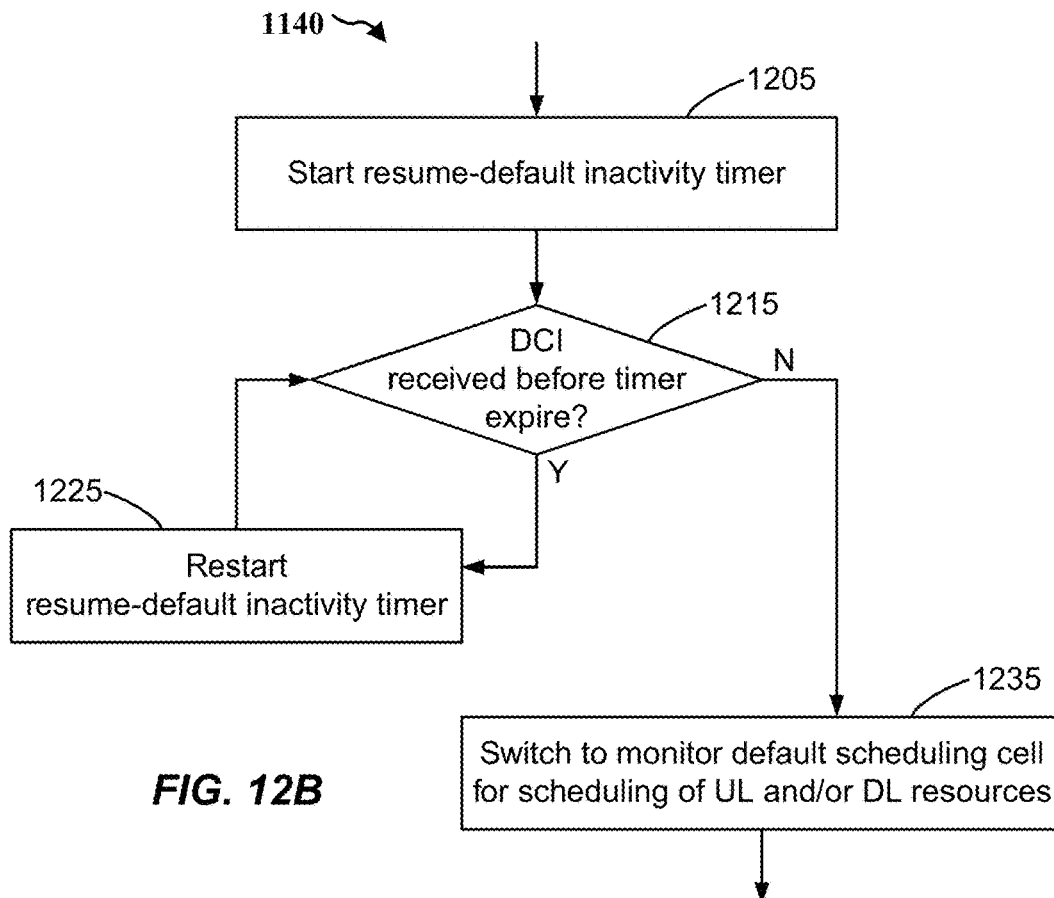 1140
1205
Start resume-default inactivity timer
1215
DCI
received before timer
expire?
N
Y
1225
Restart
resume-default inactivity timer
1235
Switch to monitor default scheduling cell
for scheduling of UL and/or DL resources
FIG. 12B